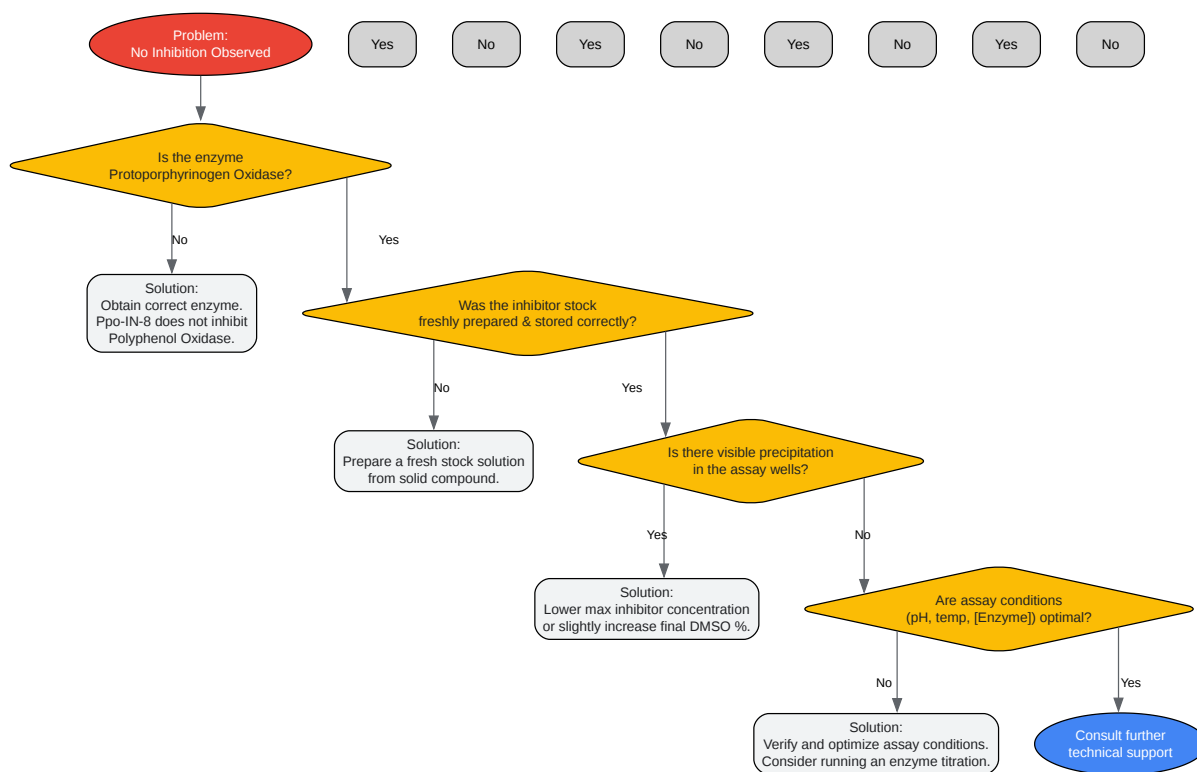 Problem:
No Inhibition Observed
Yes
No
Yes
No
Yes
No
Yes
No
Is the enzyme
Protoporphyrinogen Oxidase?
No
Yes
Solution:
Obtain correct enzyme.
Ppo-IN-8 does not inhibit
Polyphenol Oxidase.
Was the inhibitor stock
freshly prepared & stored correctly?
No
Yes
Solution:
Prepare a fresh stock solution
from solid compound.
Is there visible precipitation
in the assay wells?
Yes
No
Solution:
Lower max inhibitor concentration
or slightly increase final DMSO %.
Are assay conditions
(pH, temp, [Enzyme]) optimal?
No
Yes
Solution:
Verify and optimize assay conditions.
Consider running an enzyme titration.
Consult further
technical support